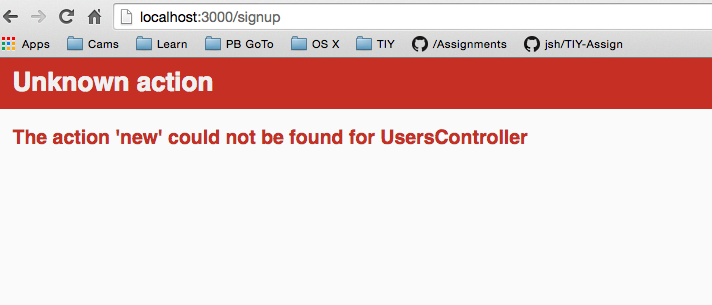 localhost:3000/signup
Apps Cams Learn PB GoTo OS X TIY /Assignments jsh/TIY-Assign
Unknown action
The action 'new' could not be found for UsersController